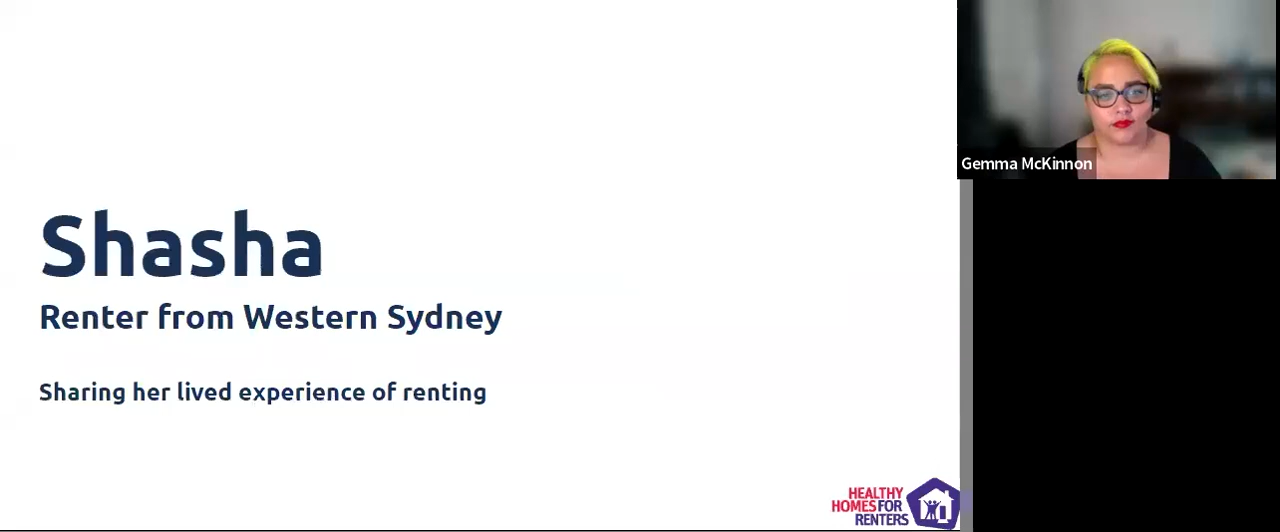 Shasha
Renter from Western Sydney
Sharing her lived experience of renting
Gemma McKinnon
HEALTHY
HOMES FOR
RENTERS